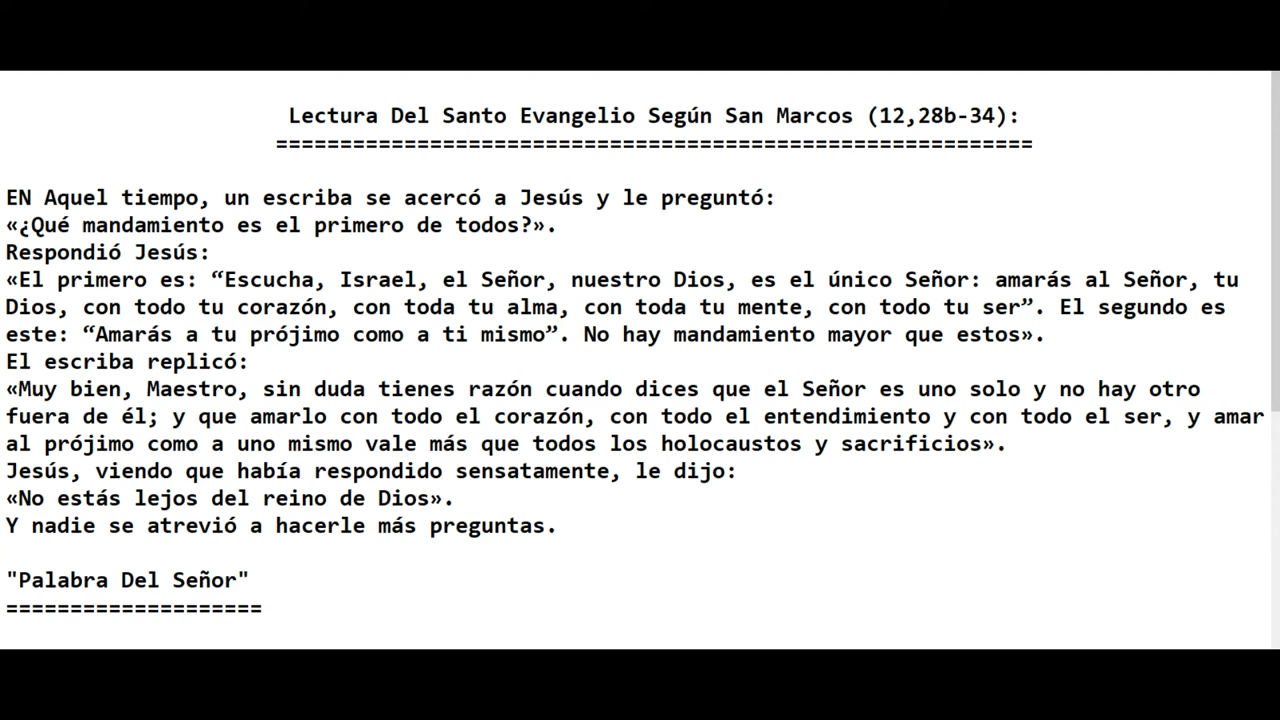 Lectura Del Santo Evangelio Según San Marcos (12,28b-34):
===========================================================
EN Aquel tiempo, un escriba se acercó a Jesús y le preguntó:
«¿Qué mandamiento es el primero de todos?».
Respondió Jesús:
«El primero es: “Escucha, Israel, el Señor, nuestro Dios, es el único Señor: amarás al Señor, tu
Dios, con todo tu corazón, con toda tu alma, con toda tu mente, con todo tu ser”. El segundo es
este: “Amarás a tu prójimo como a ti mismo”. No hay mandamiento mayor que estos».
El escriba replicó:
«Muy bien, Maestro, sin duda tienes razón cuando dices que el Señor es uno solo y no hay otro
fuera de él; y que amarlo con todo el corazón, con todo el entendimiento y con todo el ser, y amar
al prójimo como a uno mismo vale más que todos los holocaustos y sacrificios».
Jesús, viendo que había respondido sensatamente, le dijo:
«No estás lejos del reino de Dios».
Y nadie se atrevió a hacerle más preguntas.
"Palabra Del Señor"
====================